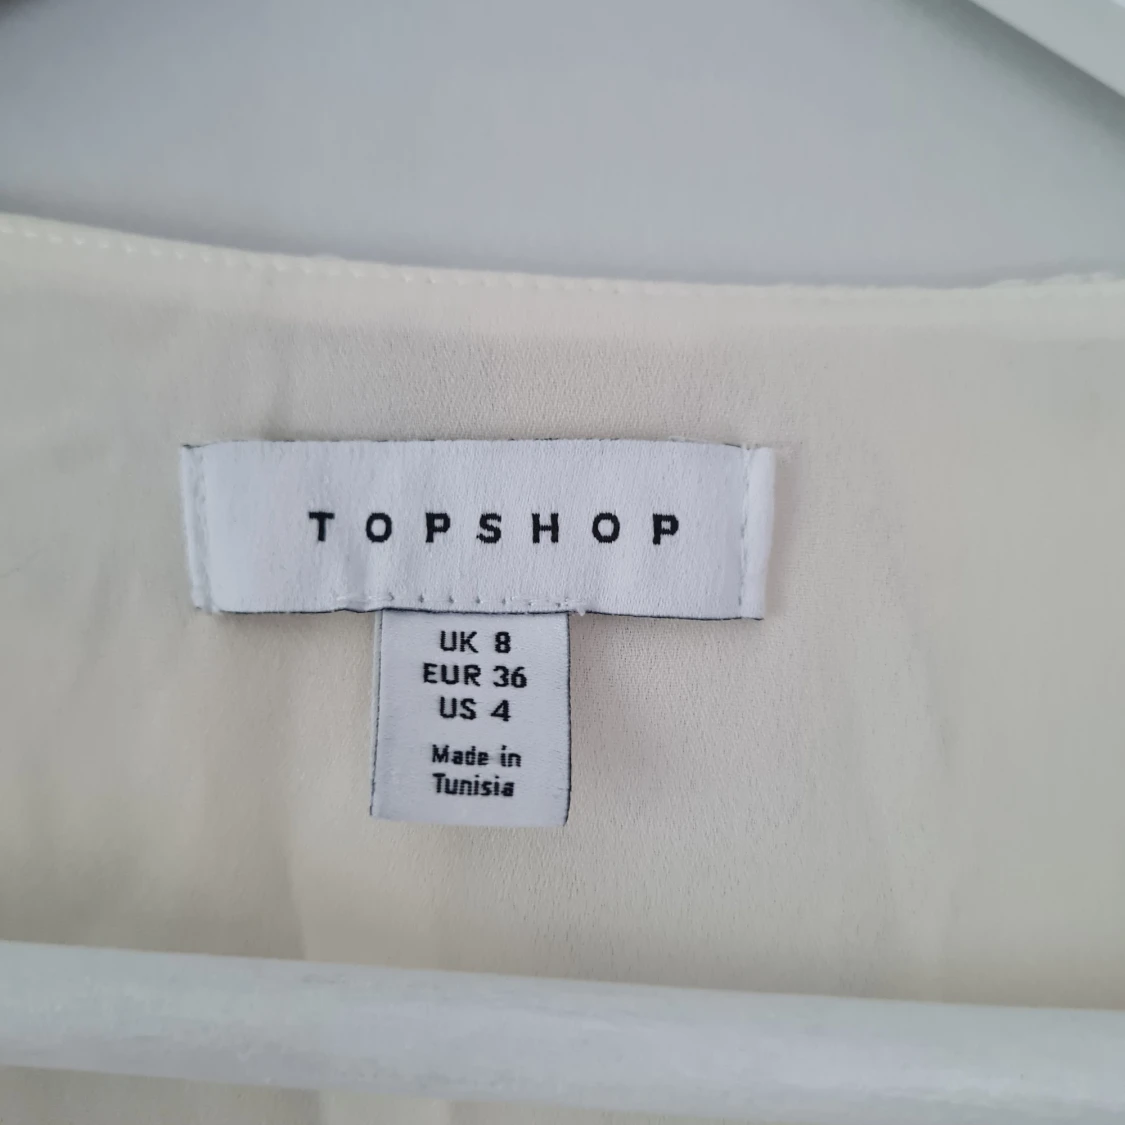 TOPSHOP
UK 8
EUR 36
US 4
Made in
Tunisia